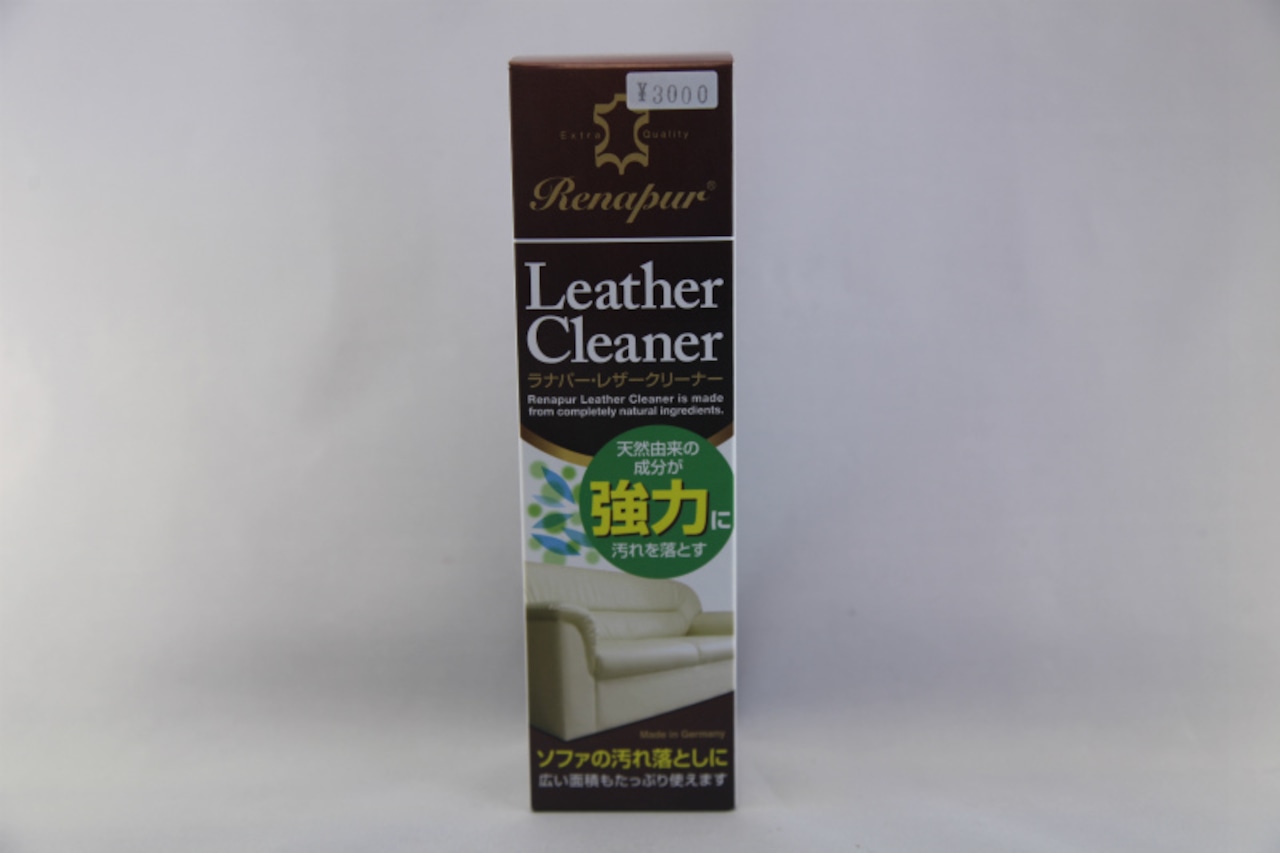 ¥3000
Extra Quality
Renapur®
Leather
Cleaner
ラナパー・レザークリーナー
Renapur Leather Cleaner is made
from completely natural ingredients.
天然由来の
成分が
強力に
汚れを落とす
Made in Germany
ソファの汚れ落としに
広い面積もたっぷり使えます